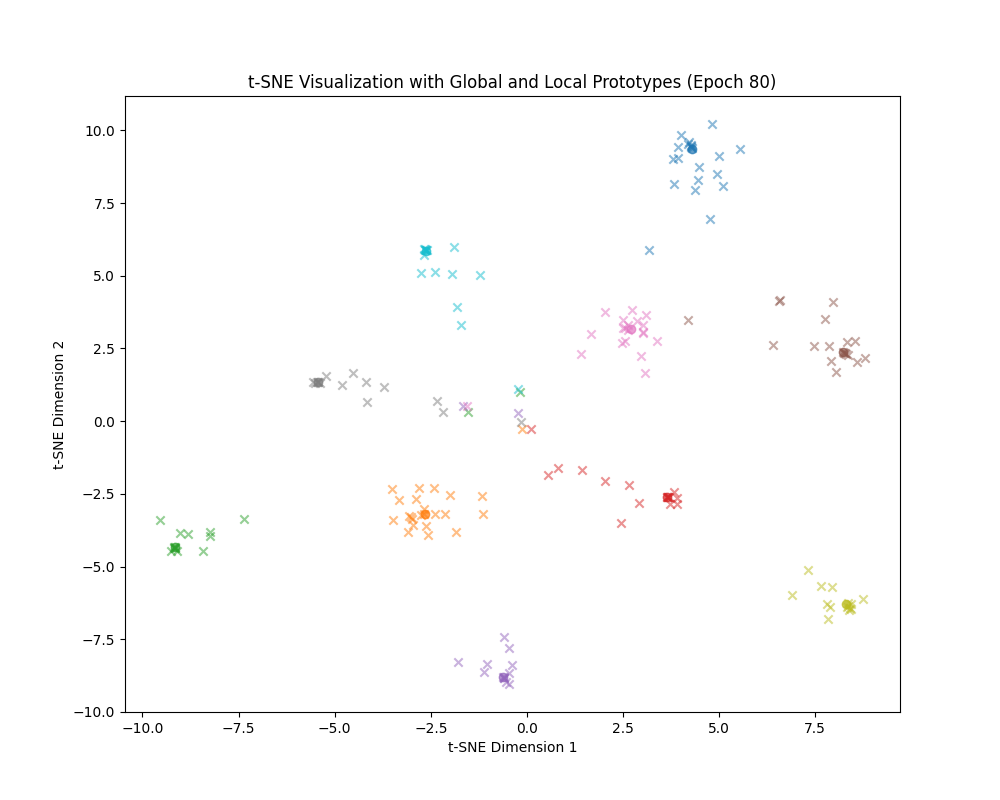 t-SNE Visualization with Global and Local Prototypes (Epoch 80)
10.0
7.5
5.0
2.5
0.0
−2.5
−5.0
−7.5
−10.0
t-SNE Dimension 2
−10.0 −7.5 −5.0 −2.5 0.0 2.5 5.0 7.5
t-SNE Dimension 1